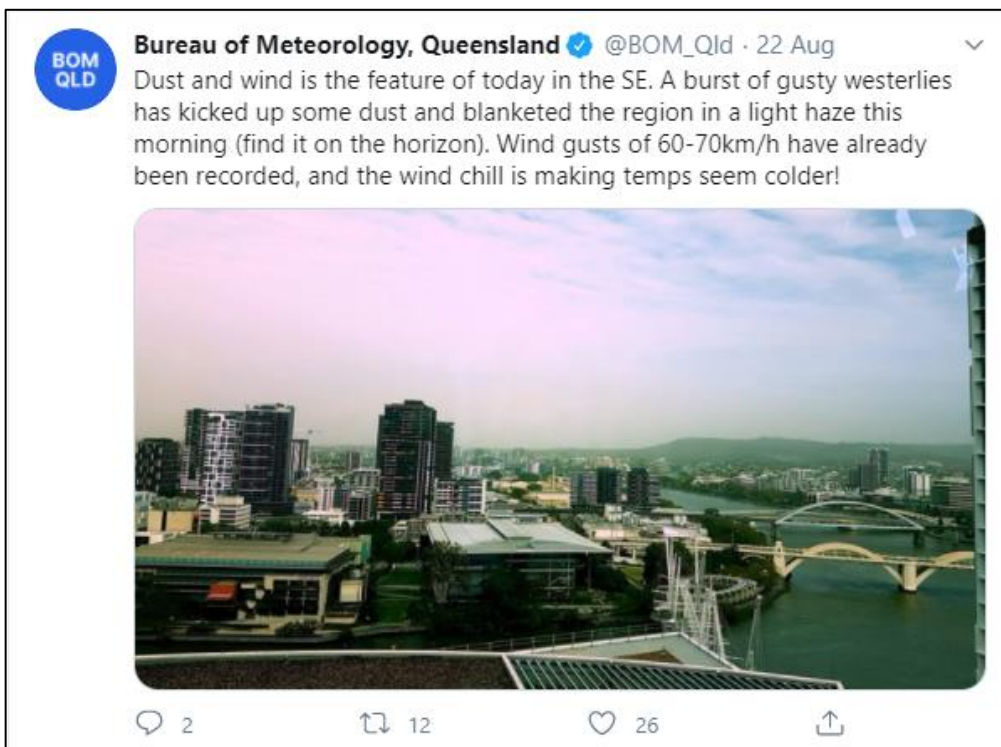 BOM
QLD
Bureau of Meteorology, Queensland @BOM_Qld · 22 Aug
Dust and wind is the feature of today in the SE. A burst of gusty westerlies
has kicked up some dust and blanketed the region in a light haze this
morning (find it on the horizon). Wind gusts of 60-70km/h have already
been recorded, and the wind chill is making temps seem colder!
2 12 26